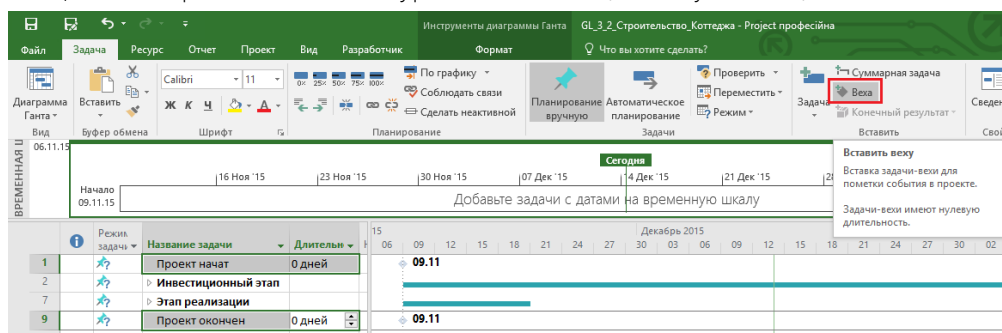 Инструменты диаграммы Ганта GL_3_2_Строительство_Коттеджа - Project професійна
Файл Задача Ресурс Отчет Проект Вид Разработчик Формат Что вы хотите сделать?
Диаграмма Ганта
Вид
Вставить
Буфер обмена
Calibri 11
Ж К Ч А
Шрифт
0% 25% 50% 75% 100%
По графику
Соблюдать связи
Сделать неактивной
Планирование
Планирование вручную
Автоматическое планирование
Проверить
Переместить
Режим
Задачи
Задача
Суммарная задача
Веха
Конечный результат
Вставить
Сведен
Сво
Вставить веху
Вставка задачи-вехи для
пометки события в проекте.
Задачи-вехи имеют нулевую
длительность.
ВРЕМЕННАЯ
06.11.15
Сегодня
16 Ноя '15 23 Ноя '15 30 Ноя '15 07 Дек '15 14 Дек '15 21 Дек '15 28
Начало
09.11.15
Добавьте задачи с датами на временную шкалу
Режим задачи Название задачи Длительн
15 Декабрь 2015
06 09 12 15 18 21 24 27 30 03 06 09 12 15 18 21 24 27 30 02
1 Проект начат 0 дней 09.11
2 Инвестиционный этап
7 Этап реализации
9 Проект окончен 0 дней 09.11